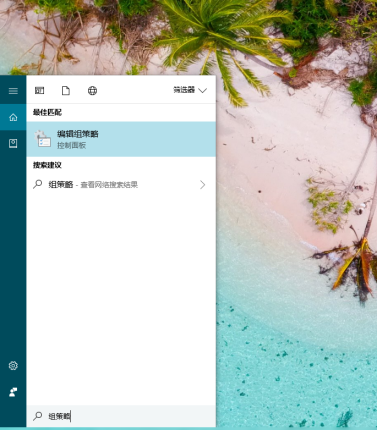 筛选器
最佳匹配
编辑组策略
控制面板
搜索建议
组策略 - 查看网络搜索结果
组策略